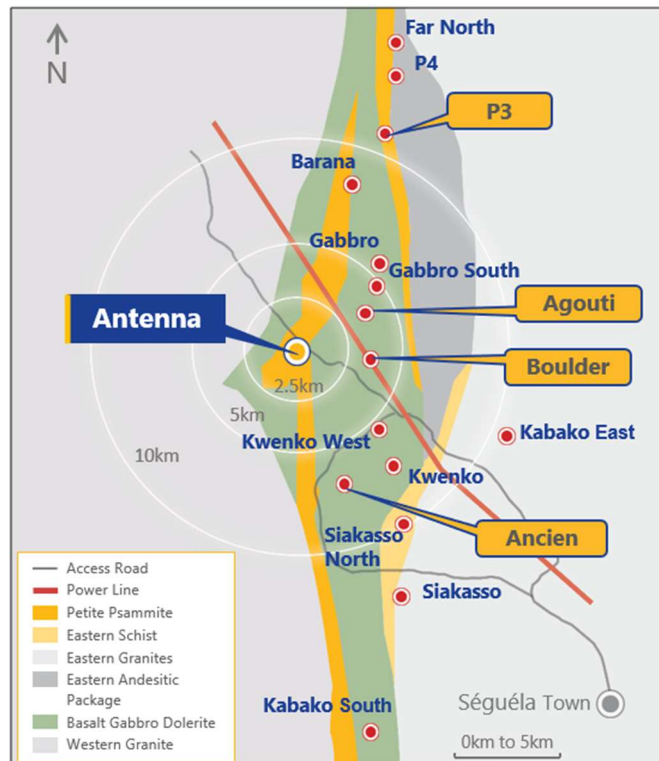 N
Far North
P4
P3
Barana
Gabbro
Gabbro South
Antenna
Agouti
Boulder
2.5km
5km
10km
Kwenko West
Kabako East
Kwenko
Siakasso
North
Ancien
Siakasso
Kabako South
Séguéla Town
Access Road
Power Line
Petite Psammite
Eastern Schist
Eastern Granites
Eastern Andesitic
Package
Basalt Gabbro Dolerite
Western Granite
0km to 5km